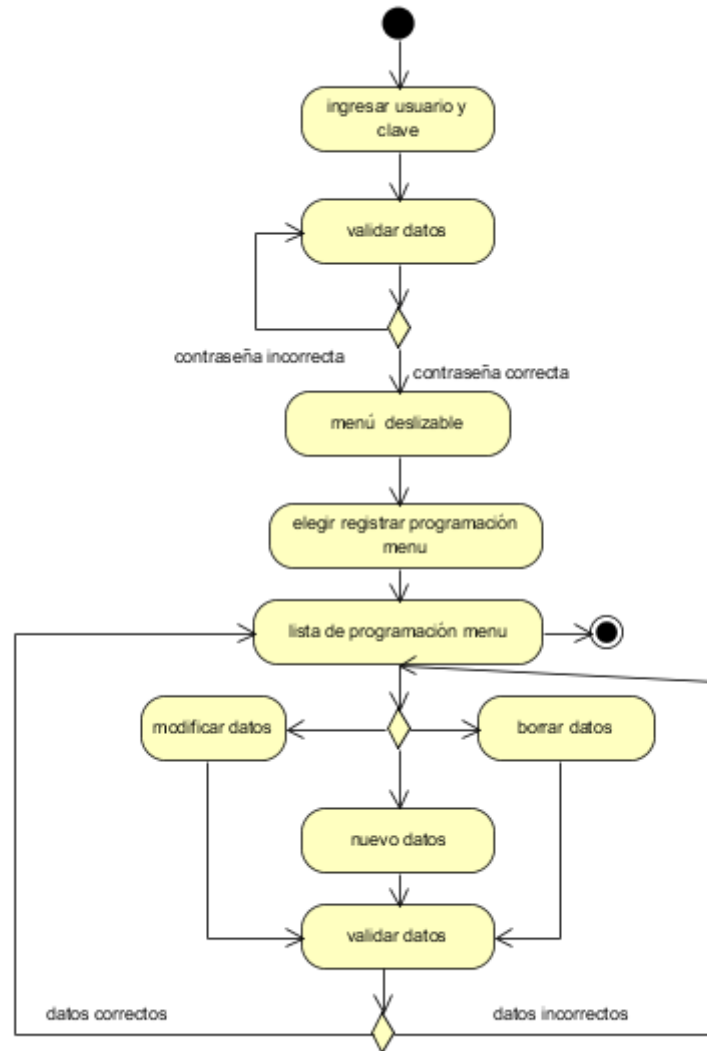 ingresar usuario y
clave
validar datos
contraseña incorrecta
contraseña correcta
menú deslizable
elegir registrar programación
menu
lista de programación menu
modificar datos
borrar datos
nuevo datos
validar datos
datos correctos
datos incorrectos